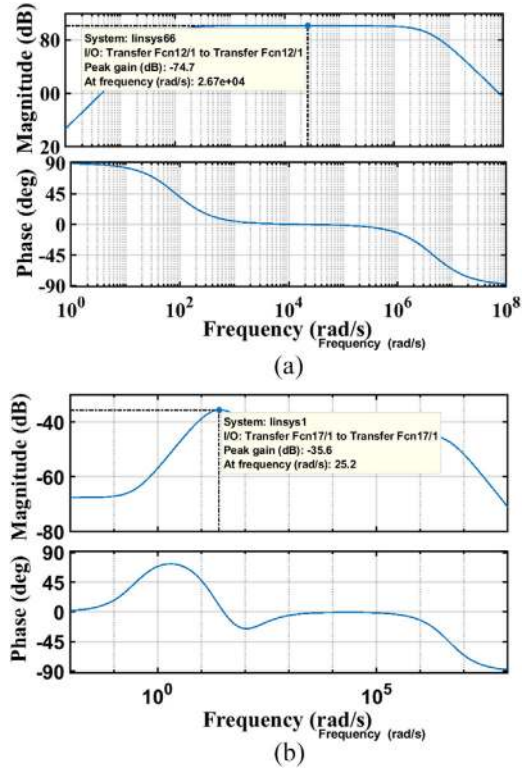 80
00
20
Magnitude (dB)
System: linsys66
I/O: Transfer Fcn12/1 to Transfer Fcn12/1
Peak gain (dB): -74.7
At frequency (rad/s): 2.67e+04
90
45
0
-45
-90
Phase (deg)
10^0 10^2 10^4 10^6 10^8
Frequency (rad/s)
Frequency (rad/s)
(a)
-40
-60
-80
Magnitude (dB)
System: linsys1
I/O: Transfer Fcn17/1 to Transfer Fcn17/1
Peak gain (dB): -35.6
At frequency (rad/s): 25.2
90
45
0
-45
-90
Phase (deg)
10^0 10^5
Frequency (rad/s)
Frequency (rad/s)
(b)